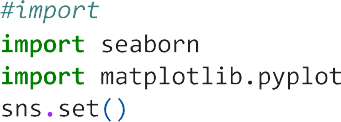 #import
import seaborn
import matplotlib.pyplot
sns.set()